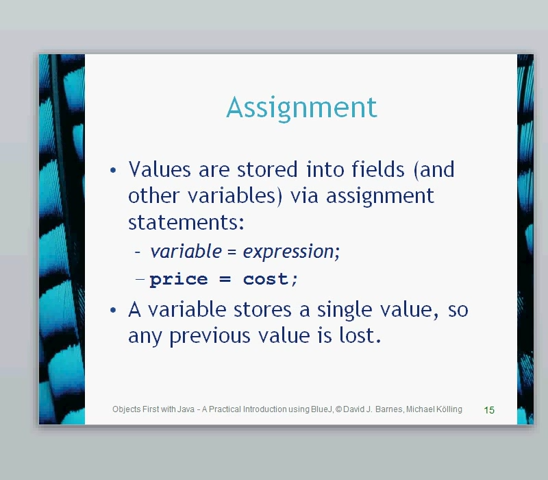 Assignment
• Values are stored into fields (and
other variables) via assignment
statements:
– variable = expression;
– price = cost;
• A variable stores a single value, so
any previous value is lost.
Objects First with Java - A Practical Introduction using BlueJ, © David J. Barnes, Michael Kölling
15